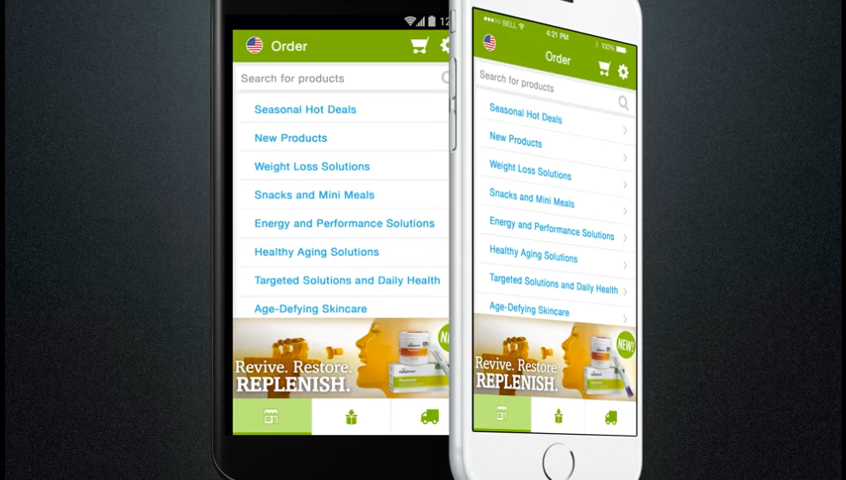 12
Order
Search for products
Seasonal Hot Deals
New Products
Weight Loss Solutions
Snacks and Mini Meals
Energy and Performance Solutions
Healthy Aging Solutions
Targeted Solutions and Daily Health
Age-Defying Skincare
Revive. Restore.
REPLENISH.
BELL
4:21 PM
100%
Order
Search for products
Seasonal Hot Deals
New Products
Weight Loss Solutions
Snacks and Mini Meals
Energy and Performance Solutions
Healthy Aging Solutions
Targeted Solutions and Daily Health
Age-Defying Skincare
NEW!
Revive. Restore.
REPLENISH.